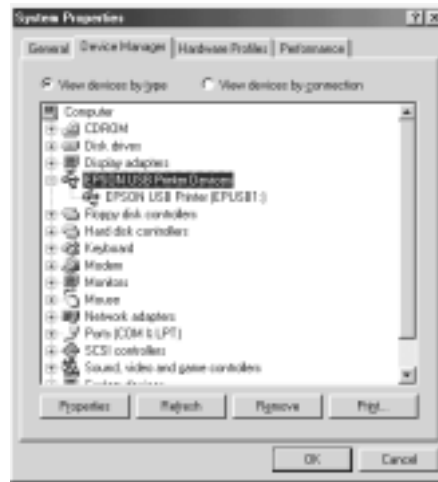 System Properties
General Device Manager Hardware Profiles Performance
View devices by type View devices by connection
Computer
CDROM
Disk drives
Display adapters
EPSON USB Printer Devices
EPSON USB Printer (EPUSB1:)
Floppy disk controllers
Hard disk controllers
Keyboard
Modem
Monitors
Mouse
Network adapters
Ports (COM & LPT)
SCSI controllers
Sound, video and game controllers
Properties Refresh Remove Print...
OK Cancel